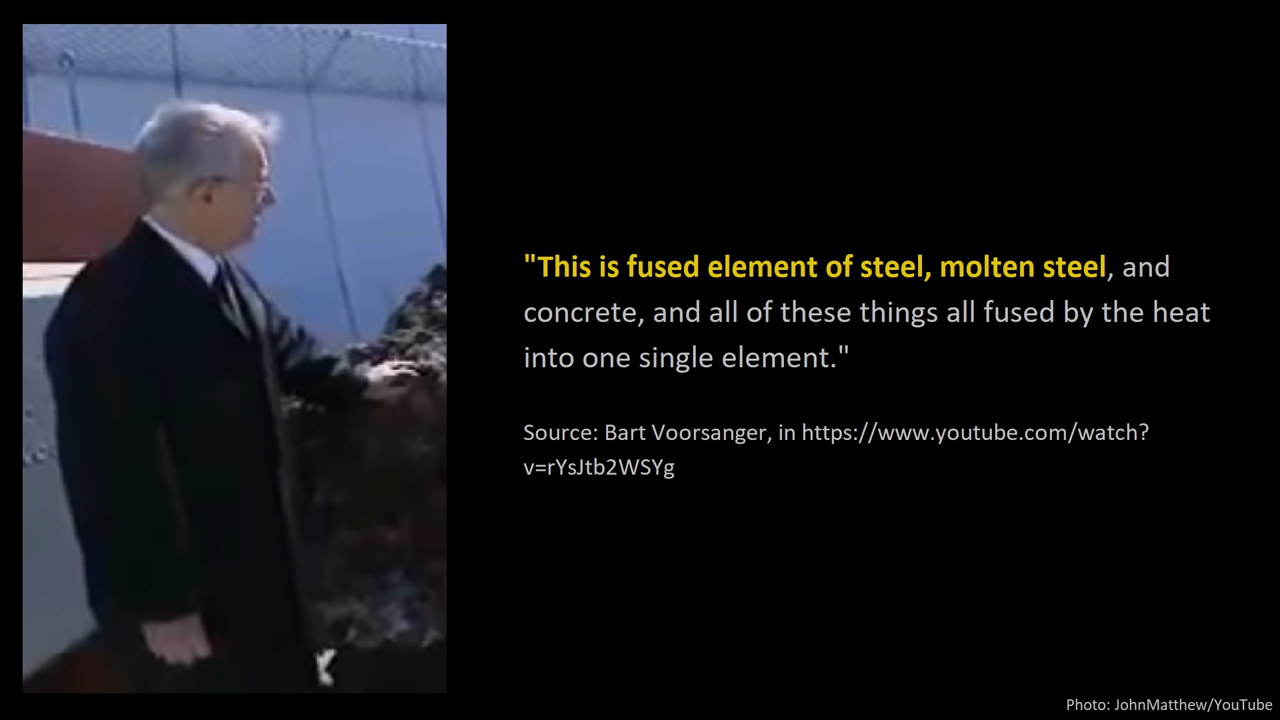 "This is fused element of steel, molten steel, and
concrete, and all of these things all fused by the heat
into one single element."
Source: Bart Voorsanger, in https://www.youtube.com/watch?
v=rYsJtb2WSYg
Photo: JohnMatthew/YouTube